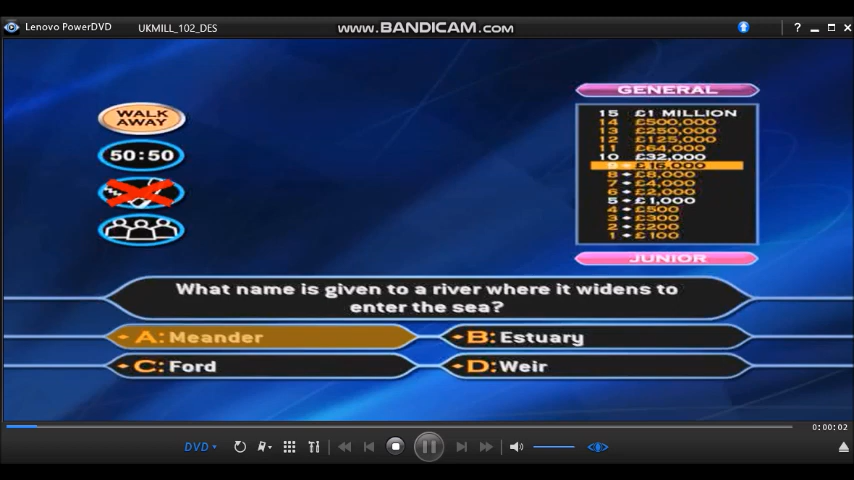 Lenovo PowerDVD
UKMILL_102_DES
www.BANDICAM.com
?
WALK
AWAY
50:50
GENERAL
15 £1 MILLION
14 £500,000
13 £250,000
12 £125,000
11 £64,000
10 £32,000
9 £16,000
8 £8,000
7 £4,000
6 £2,000
5 £1,000
4 £500
3 £300
2 £200
1 £100
JUNIOR
What name is given to a river where it widens to
enter the sea?
A: Meander
B: Estuary
C: Ford
D: Weir
0:00:02
DVD